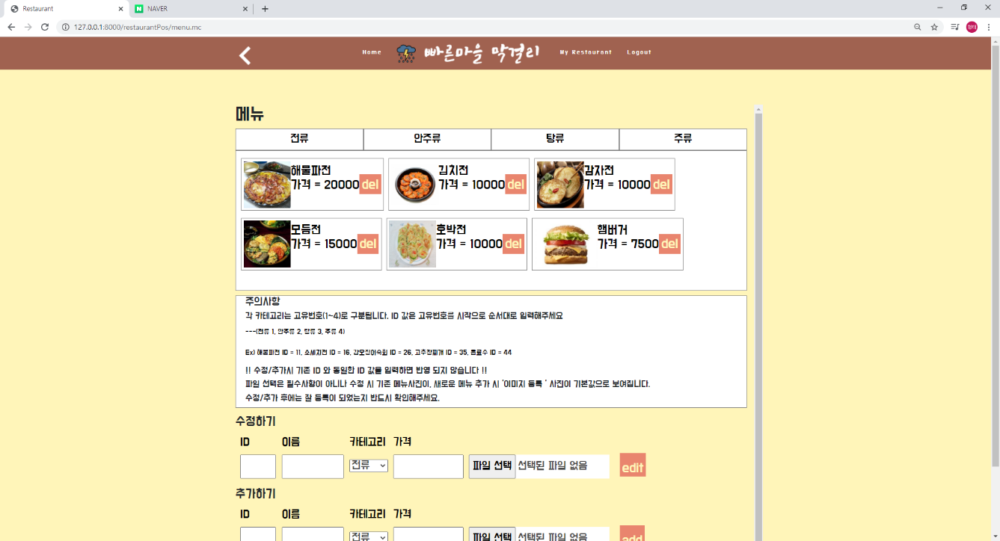 Restaurant
NAVER
127.0.0.1:8000/restaurantPos/menu.mc
Home
빠른마을 막걸리
My Restaurant
Logout
메뉴
전류 안주류 탕류 주류
해물파전
가격 = 20000 del
김치전
가격 = 10000 del
감자전
가격 = 10000 del
모듬전
가격 = 15000 del
호박전
가격 = 10000 del
햄버거
가격 = 7500 del
주의사항
각 카테고리는 고유번호(1~4)로 구분됩니다. ID 값은 고유번호를 시작으로 순서대로 입력해주세요
---(전류 1, 안주류 2, 탕류 3, 주류 4)
Ex) 해물파전 ID = 11, 소세지전 ID = 16, 갑오징어숙회 ID = 26, 고추장찌개 ID = 35, 음료수 ID = 44
!! 수정/추가시 기존 ID 와 동일한 ID 값을 입력하면 반영 되지 않습니다 !!
파일 선택은 필수사항이 아니나 수정 시 기존 메뉴사진이, 새로운 메뉴 추가 시 '이미지 등록 ' 사진이 기본값으로 보여집니다.
수정/추가 후에는 잘 등록이 되었는지 반드시 확인해주세요.
수정하기
ID 이름 카테고리 가격
전류 파일 선택 선택된 파일 없음 edit
추가하기
ID 이름 카테고리 가격
전류 파일 선택 선택된 파일 없음 add